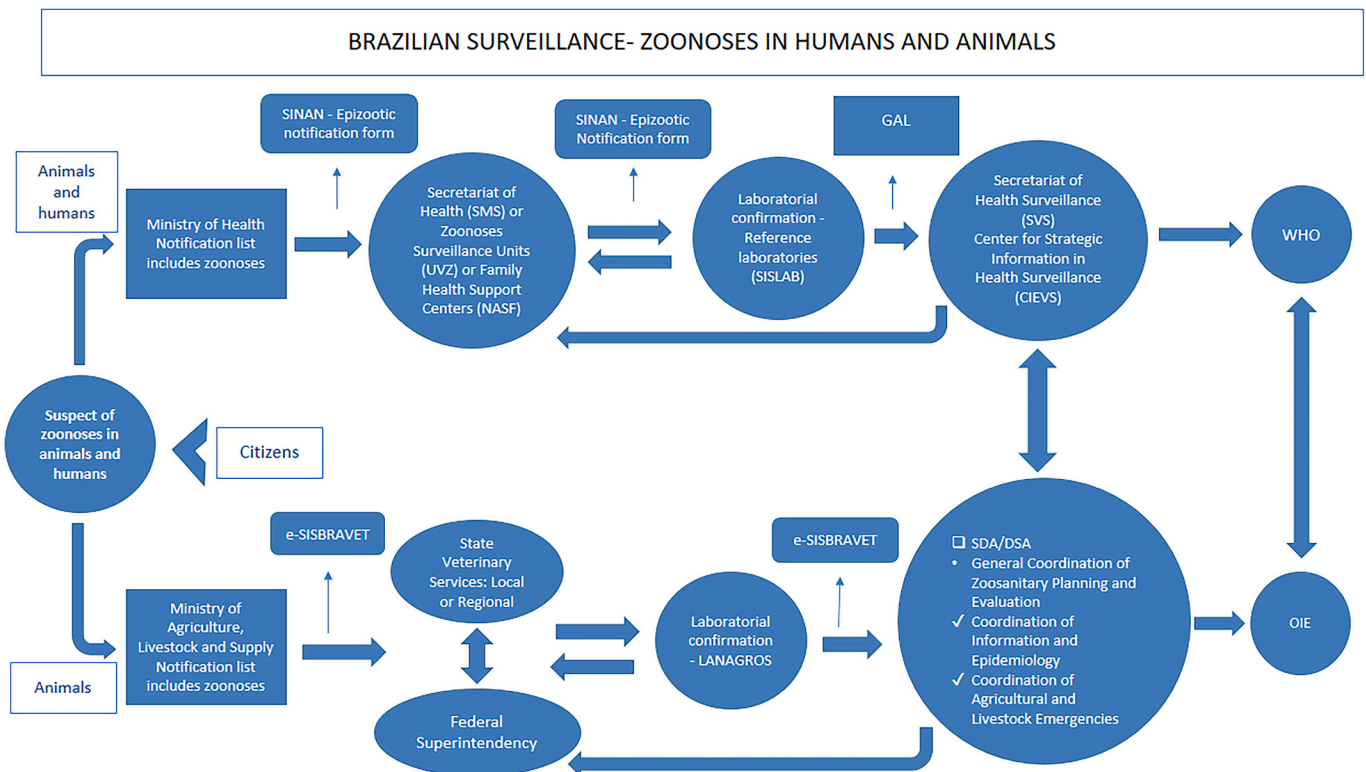 BRAZILIAN SURVEILLANCE- ZOONOSES IN HUMANS AND ANIMALS
SINAN - Epizootic
notification form
SINAN - Epizootic
Notification form
GAL
Animals
and
humans
Ministry of Health
Notification list
includes zoonoses
Secretariat of
Health (SMS) or
Zoonoses
Surveillance Units
(UVZ) or Family
Health Support
Centers (NASF)
Laboratorial
confirmation -
Reference
laboratories
(SISLAB)
Secretariat of
Health Surveillance
(SVS)
Center for Strategic
Information in
Health Surveillance
(CIEVS)
WHO
Suspect of
zoonoses in
animals and
humans
Citizens
e-SISBRAVET
e-SISBRAVET
Animals
Ministry of
Agriculture,
Livestock and Supply
Notification list
includes zoonoses
State
Veterinary
Services: Local
or Regional
Federal
Superintendency
Laboratorial
confirmation
- LANAGROS
❑ SDA/DSA
• General Coordination of
Zoosanitary Planning and
Evaluation
✓ Coordination of
Information and
Epidemiology
✓ Coordination of
Agricultural and
Livestock Emergencies
OIE